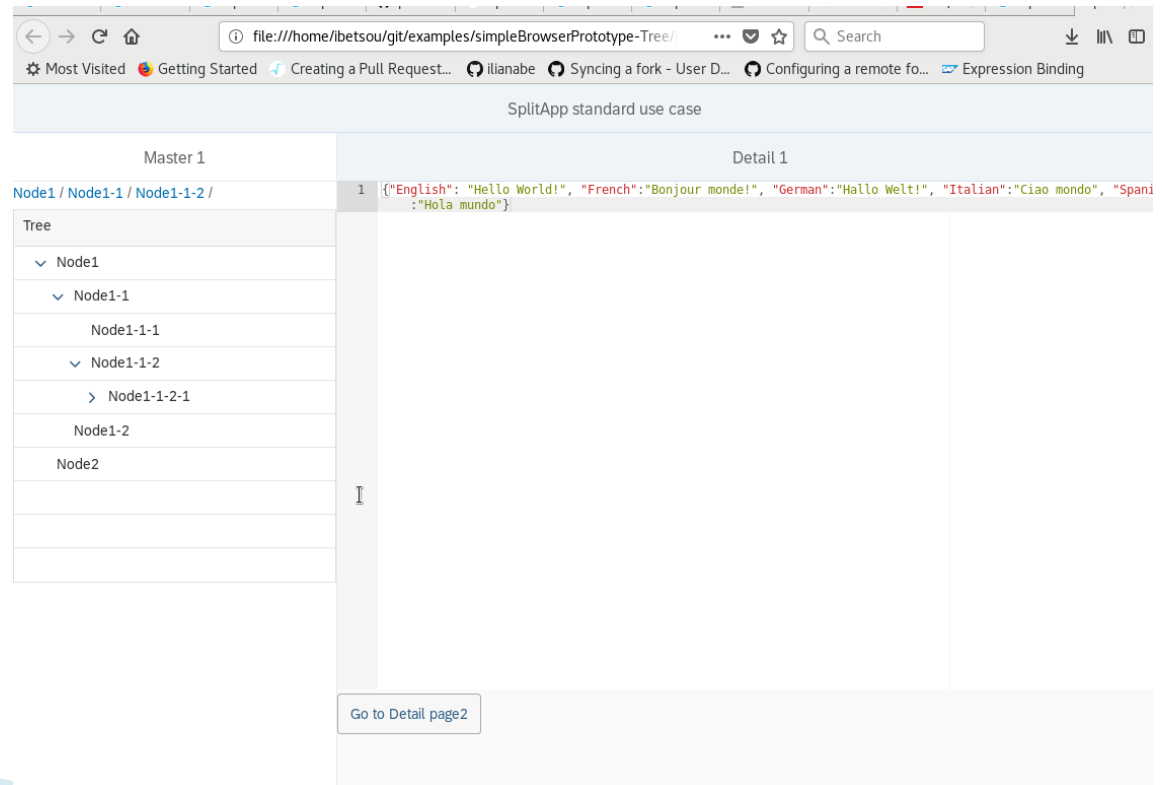 file:///home/ibetsou/git/examples/simpleBrowserPrototype-Tree/
Search
Most Visited Getting Started Creating a Pull Request... ilianabe Syncing a fork - User D... Configuring a remote fo... Expression Binding
SplitApp standard use case
Master 1
Detail 1
Node1 / Node1-1 / Node1-1-2 /
1 {"English": "Hello World!", "French":"Bonjour monde!", "German":"Hallo Welt!", "Italian":"Ciao mondo", "Spani
:"Hola mundo"}
Tree
Node1
Node1-1
Node1-1-1
Node1-1-2
Node1-1-2-1
Node1-2
Node2
Go to Detail page2